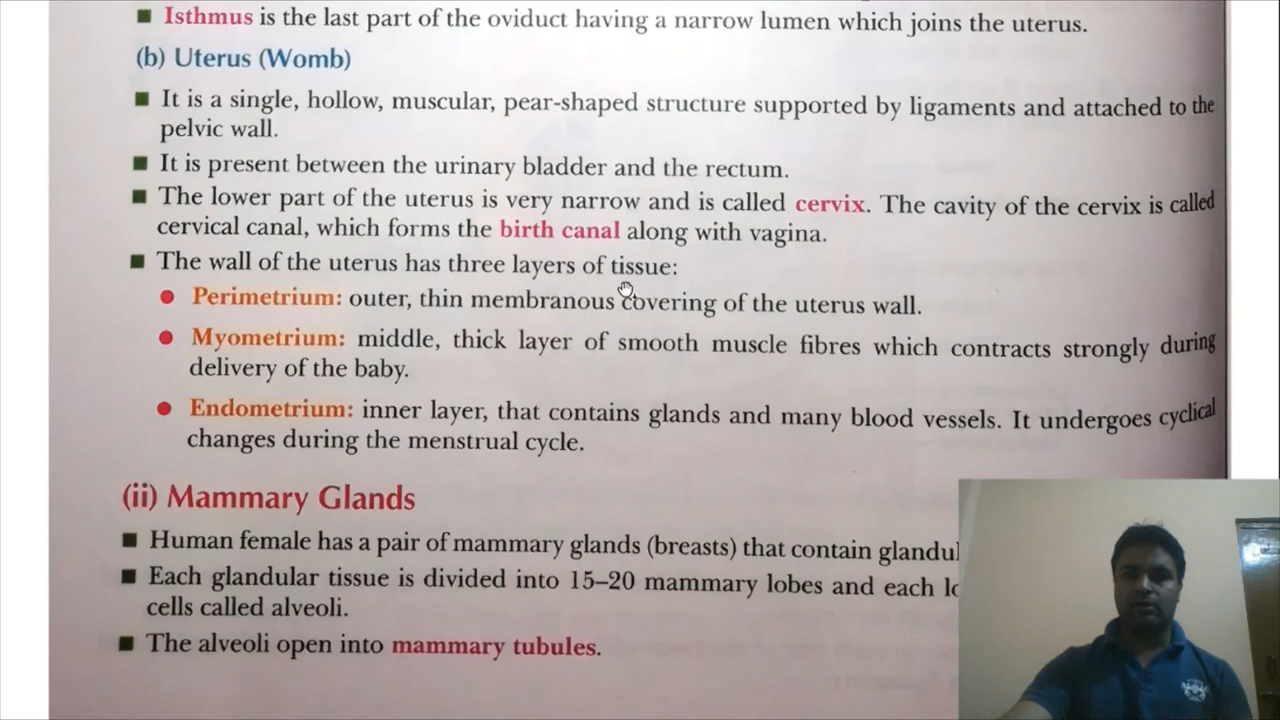 ■ Isthmus is the last part of the oviduct having a narrow lumen which joins the uterus.
(b) Uterus (Womb)
■ It is a single, hollow, muscular, pear-shaped structure supported by ligaments and attached to the
pelvic wall.
■ It is present between the urinary bladder and the rectum.
■ The lower part of the uterus is very narrow and is called cervix. The cavity of the cervix is called
cervical canal, which forms the birth canal along with vagina.
■ The wall of the uterus has three layers of tissue:
● Perimetrium: outer, thin membranous covering of the uterus wall.
● Myometrium: middle, thick layer of smooth muscle fibres which contracts strongly during
delivery of the baby.
● Endometrium: inner layer, that contains glands and many blood vessels. It undergoes cyclical
changes during the menstrual cycle.
(ii) Mammary Glands
■ Human female has a pair of mammary glands (breasts) that contain glandul
■ Each glandular tissue is divided into 15–20 mammary lobes and each lo
cells called alveoli.
■ The alveoli open into mammary tubules.